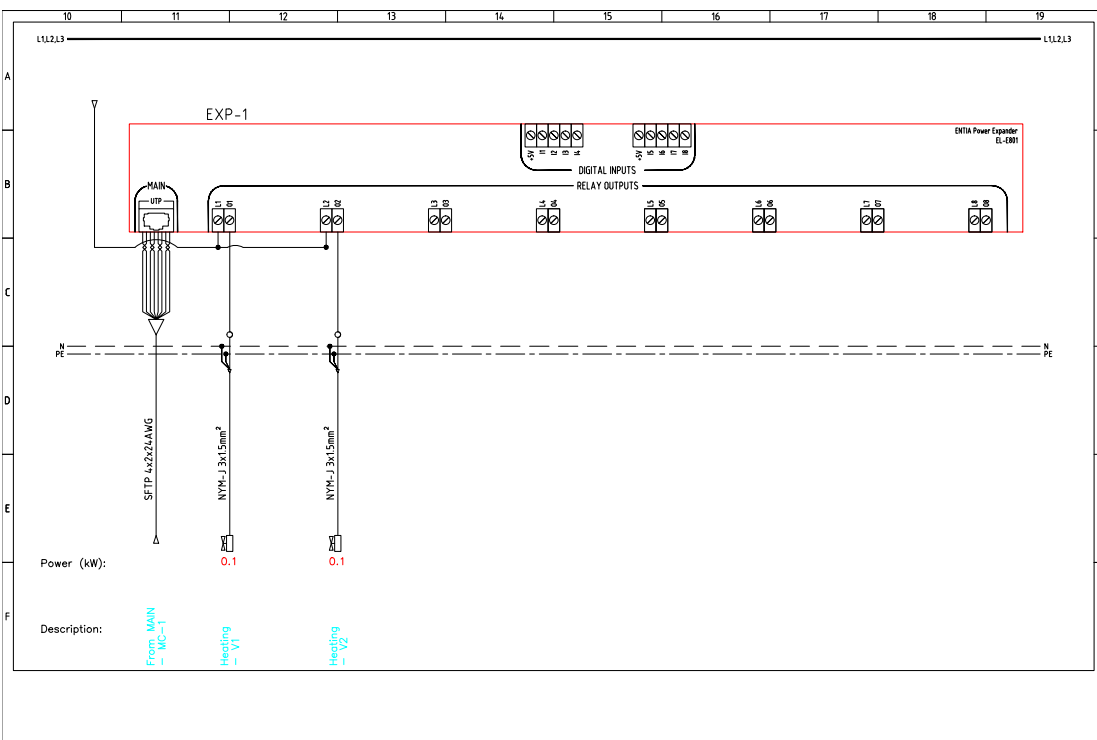 10 11 12 13 14 15 16 17 18 19
L1,L2,L3 L1,L2,L3
A
EXP-1
ENTIA Power Expander
EL-E801
+5V I1 I2 I3 I4 +5V I5 I6 I7 I8
DIGITAL INPUTS
B
MAIN
RELAY OUTPUTS
UTP
L1 O1 L2 O2 L3 O3 L4 O4 L5 O5 L6 O6 L7 O7 L8 O8
C
N N
PE PE
D
SFTP 4x2x24AWG
NYM-J 3x1.5mm²
NYM-J 3x1.5mm²
E
Power (kW): 0.1 0.1
F
Description:
From MAIN
- MC-1
Heating
- V1
Heating
- V2